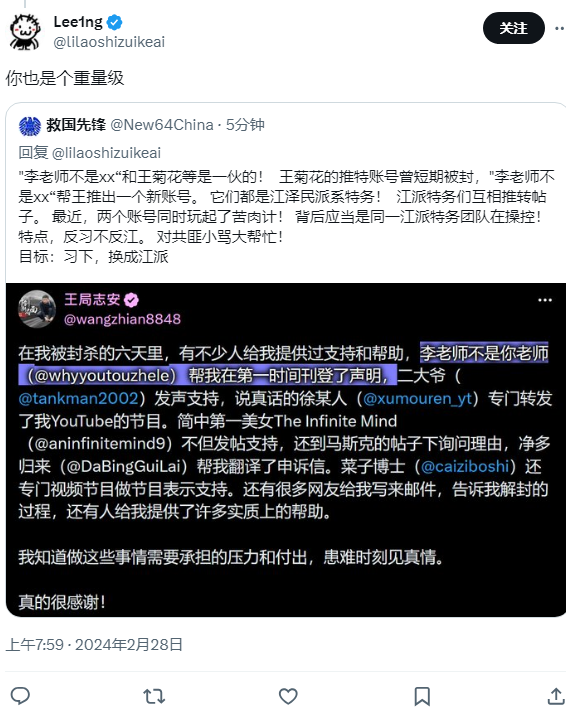 Lee1ng
@lilaoshizuikeai
关注
你也是个重量级
救国先锋 @New64China · 5分钟
回复 @lilaoshizuikeai
"李老师不是xx“和王菊花等是一伙的！ 王菊花的推特账号曾短期被封，"李老师不
是xx“帮王推出一个新账号。 它们都是江泽民派系特务！ 江派特务们互相推转帖
子。 最近，两个账号同时玩起了苦肉计！ 背后应当是同一江派特务团队在操控！
特点，反习不反江。 对共匪小骂大帮忙！
目标：习下，换成江派
王局志安
@wangzhian8848
在我被封杀的六天里，有不少人给我提供过支持和帮助，李老师不是你老师
（@whyyoutouzhele） 帮我在第一时间刊登了声明，二大爷（
@tankman2002）发声支持，说真话的徐某人（@xumouren_yt）专门转发
了我YouTube的节目。简中第一美女The Infinite Mind
（@aninfinitemind9）不但发帖支持，还到马斯克的帖子下询问理由，净多
归来（@DaBingGuiLai）帮我翻译了申诉信。菜子博士（@caiziboshi）还
专门视频节目做节目表示支持。还有很多网友给我写来邮件，告诉我解封的
过程，还有人给我提供了许多实质上的帮助。
我知道做这些事情需要承担的压力和付出，患难时刻见真情。
真的很感谢！
上午7:59 · 2024年2月28日